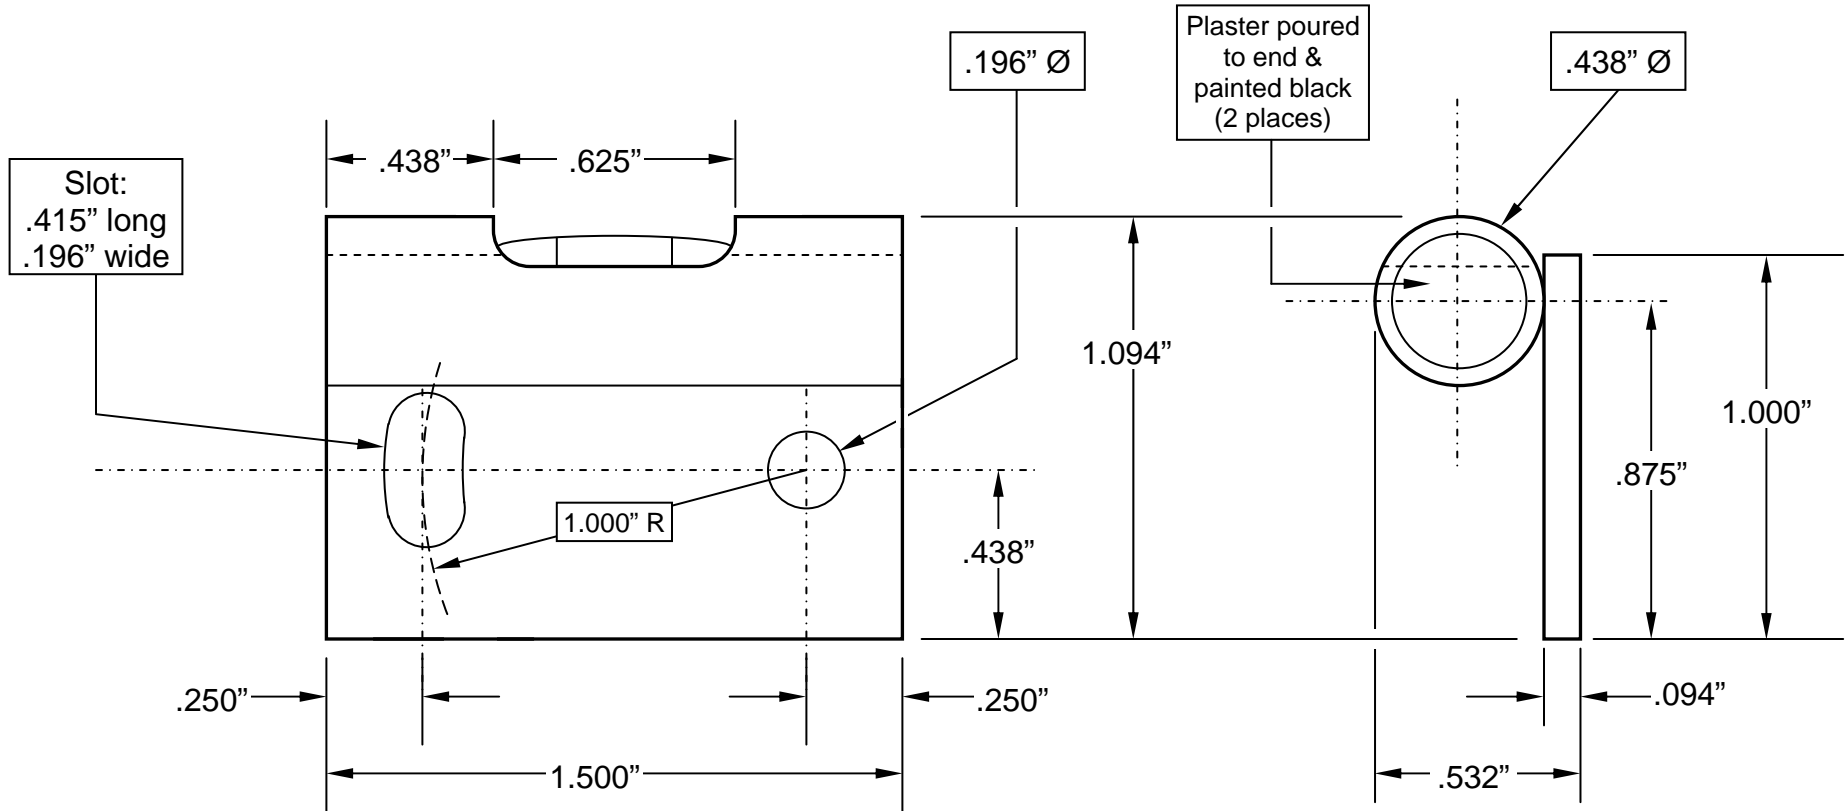 Plaster poured
to end &
painted black
(2 places)
.196” Ø
.438” Ø
.438”
.625”
Slot:
.415” long
.196” wide
1.094”
1.000”
.875”
1.000” R
.438”
.250”
.250”
.094”
1.500”
.532”